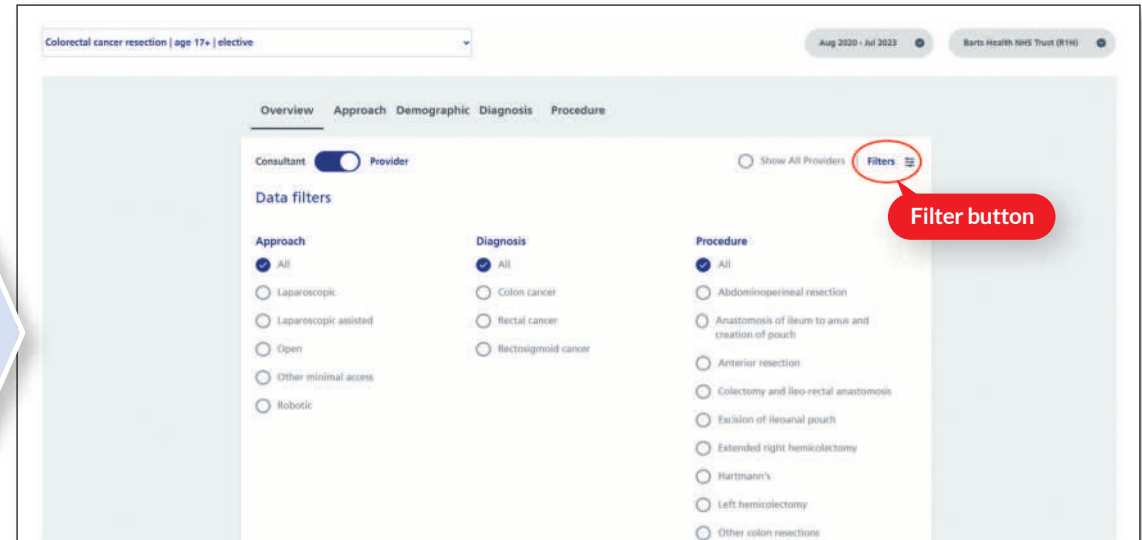 Colorectal cancer resection | age 17+ | elective
Aug 2020 - Jul 2023
Barts Health NHS Trust (R1H)
Overview Approach Demographic Diagnosis Procedure
Consultant Provider
Show All Providers
Filters
Filter button
Data filters
Approach
All
Laparoscopic
Laparoscopic assisted
Open
Other minimal access
Robotic
Diagnosis
All
Colon cancer
Rectal cancer
Rectosigmoid cancer
Procedure
All
Abdominoperineal resection
Anastomosis of ileum to anus and
creation of pouch
Anterior resection
Colectomy and ileo-rectal anastomosis
Excision of ileoanal pouch
Extended right hemicolectomy
Hartmann's
Left hemicolectomy
Other colon resections